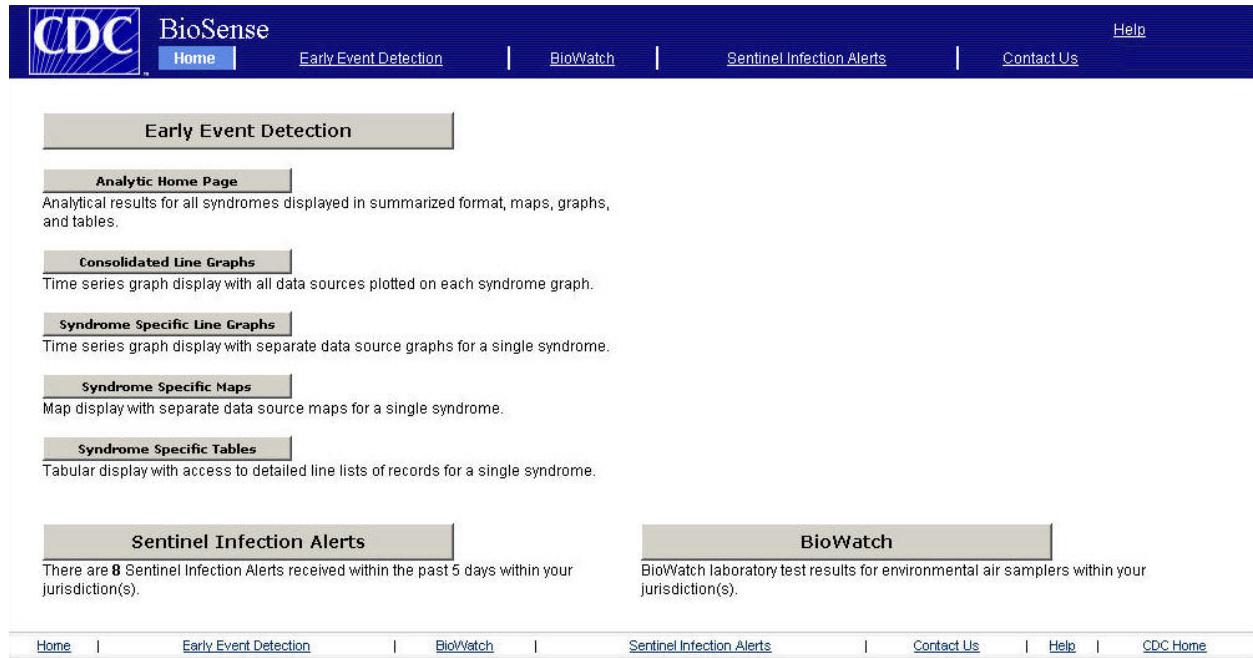 CDC
BioSense
Help
Home Early Event Detection BioWatch Sentinel Infection Alerts Contact Us
Early Event Detection
Analytic Home Page
Analytical results for all syndromes displayed in summarized format, maps, graphs,
and tables.
Consolidated Line Graphs
Time series graph display with all data sources plotted on each syndrome graph.
Syndrome Specific Line Graphs
Time series graph display with separate data source graphs for a single syndrome.
Syndrome Specific Maps
Map display with separate data source maps for a single syndrome.
Syndrome Specific Tables
Tabular display with access to detailed line lists of records for a single syndrome.
Sentinel Infection Alerts
There are 8 Sentinel Infection Alerts received within the past 5 days within your
jurisdiction(s).
BioWatch
BioWatch laboratory test results for environmental air samplers within your
jurisdiction(s).
Home | Early Event Detection | BioWatch | Sentinel Infection Alerts | Contact Us | Help | CDC Home